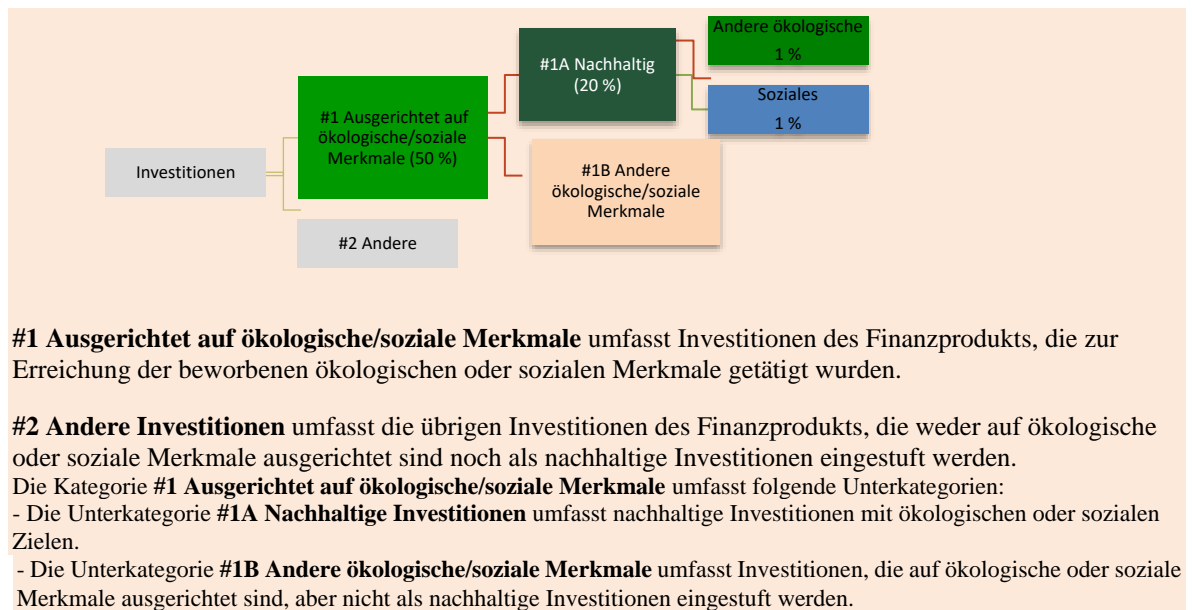 Andere ökologische
1 %
#1A Nachhaltig
(20 %)
Soziales
1 %
#1 Ausgerichtet auf
ökologische/soziale
Merkmale (50 %)
Investitionen
#1B Andere
ökologische/soziale
Merkmale
#2 Andere
#1 Ausgerichtet auf ökologische/soziale Merkmale umfasst Investitionen des Finanzprodukts, die zur
Erreichung der beworbenen ökologischen oder sozialen Merkmale getätigt wurden.
#2 Andere Investitionen umfasst die übrigen Investitionen des Finanzprodukts, die weder auf ökologische
oder soziale Merkmale ausgerichtet sind noch als nachhaltige Investitionen eingestuft werden.
Die Kategorie #1 Ausgerichtet auf ökologische/soziale Merkmale umfasst folgende Unterkategorien:
- Die Unterkategorie #1A Nachhaltige Investitionen umfasst nachhaltige Investitionen mit ökologischen oder sozialen
Zielen.
- Die Unterkategorie #1B Andere ökologische/soziale Merkmale umfasst Investitionen, die auf ökologische oder soziale
Merkmale ausgerichtet sind, aber nicht als nachhaltige Investitionen eingestuft werden.